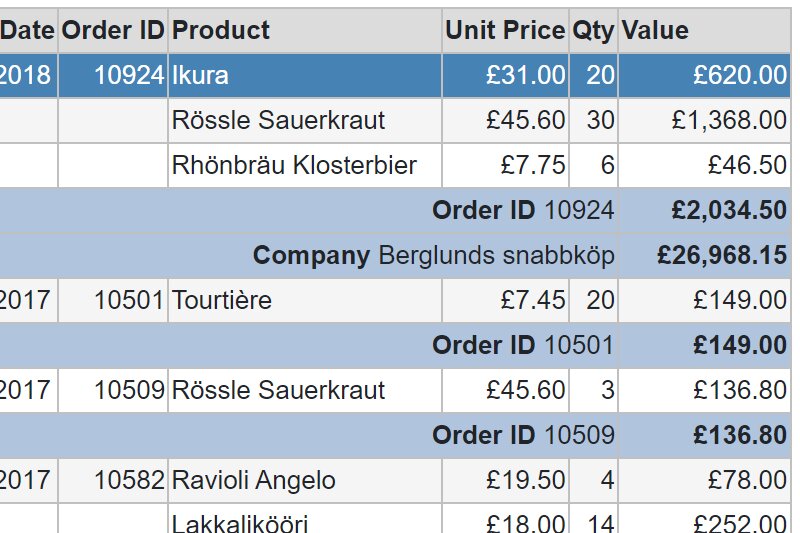 Date Order ID Product Unit Price Qty Value
2018 10924 Ikura £31.00 20 £620.00
Rössle Sauerkraut £45.60 30 £1,368.00
Rhönbräu Klosterbier £7.75 6 £46.50
Order ID 10924 £2,034.50
Company Berglunds snabbköp £26,968.15
2017 10501 Tourtière £7.45 20 £149.00
Order ID 10501 £149.00
2017 10509 Rössle Sauerkraut £45.60 3 £136.80
Order ID 10509 £136.80
2017 10582 Ravioli Angelo £19.50 4 £78.00
Lakkalikööri £18.00 14 £252.00